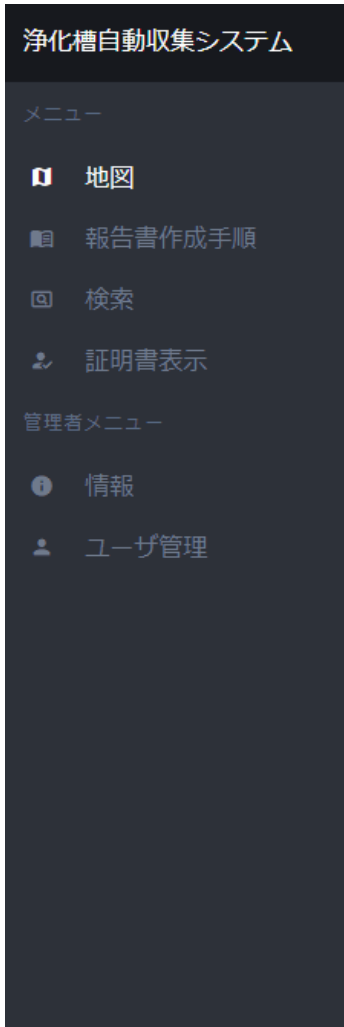 浄化槽自動収集システム
メニュー
地図
報告書作成手順
検索
証明書表示
管理者メニュー
情報
ユーザ管理